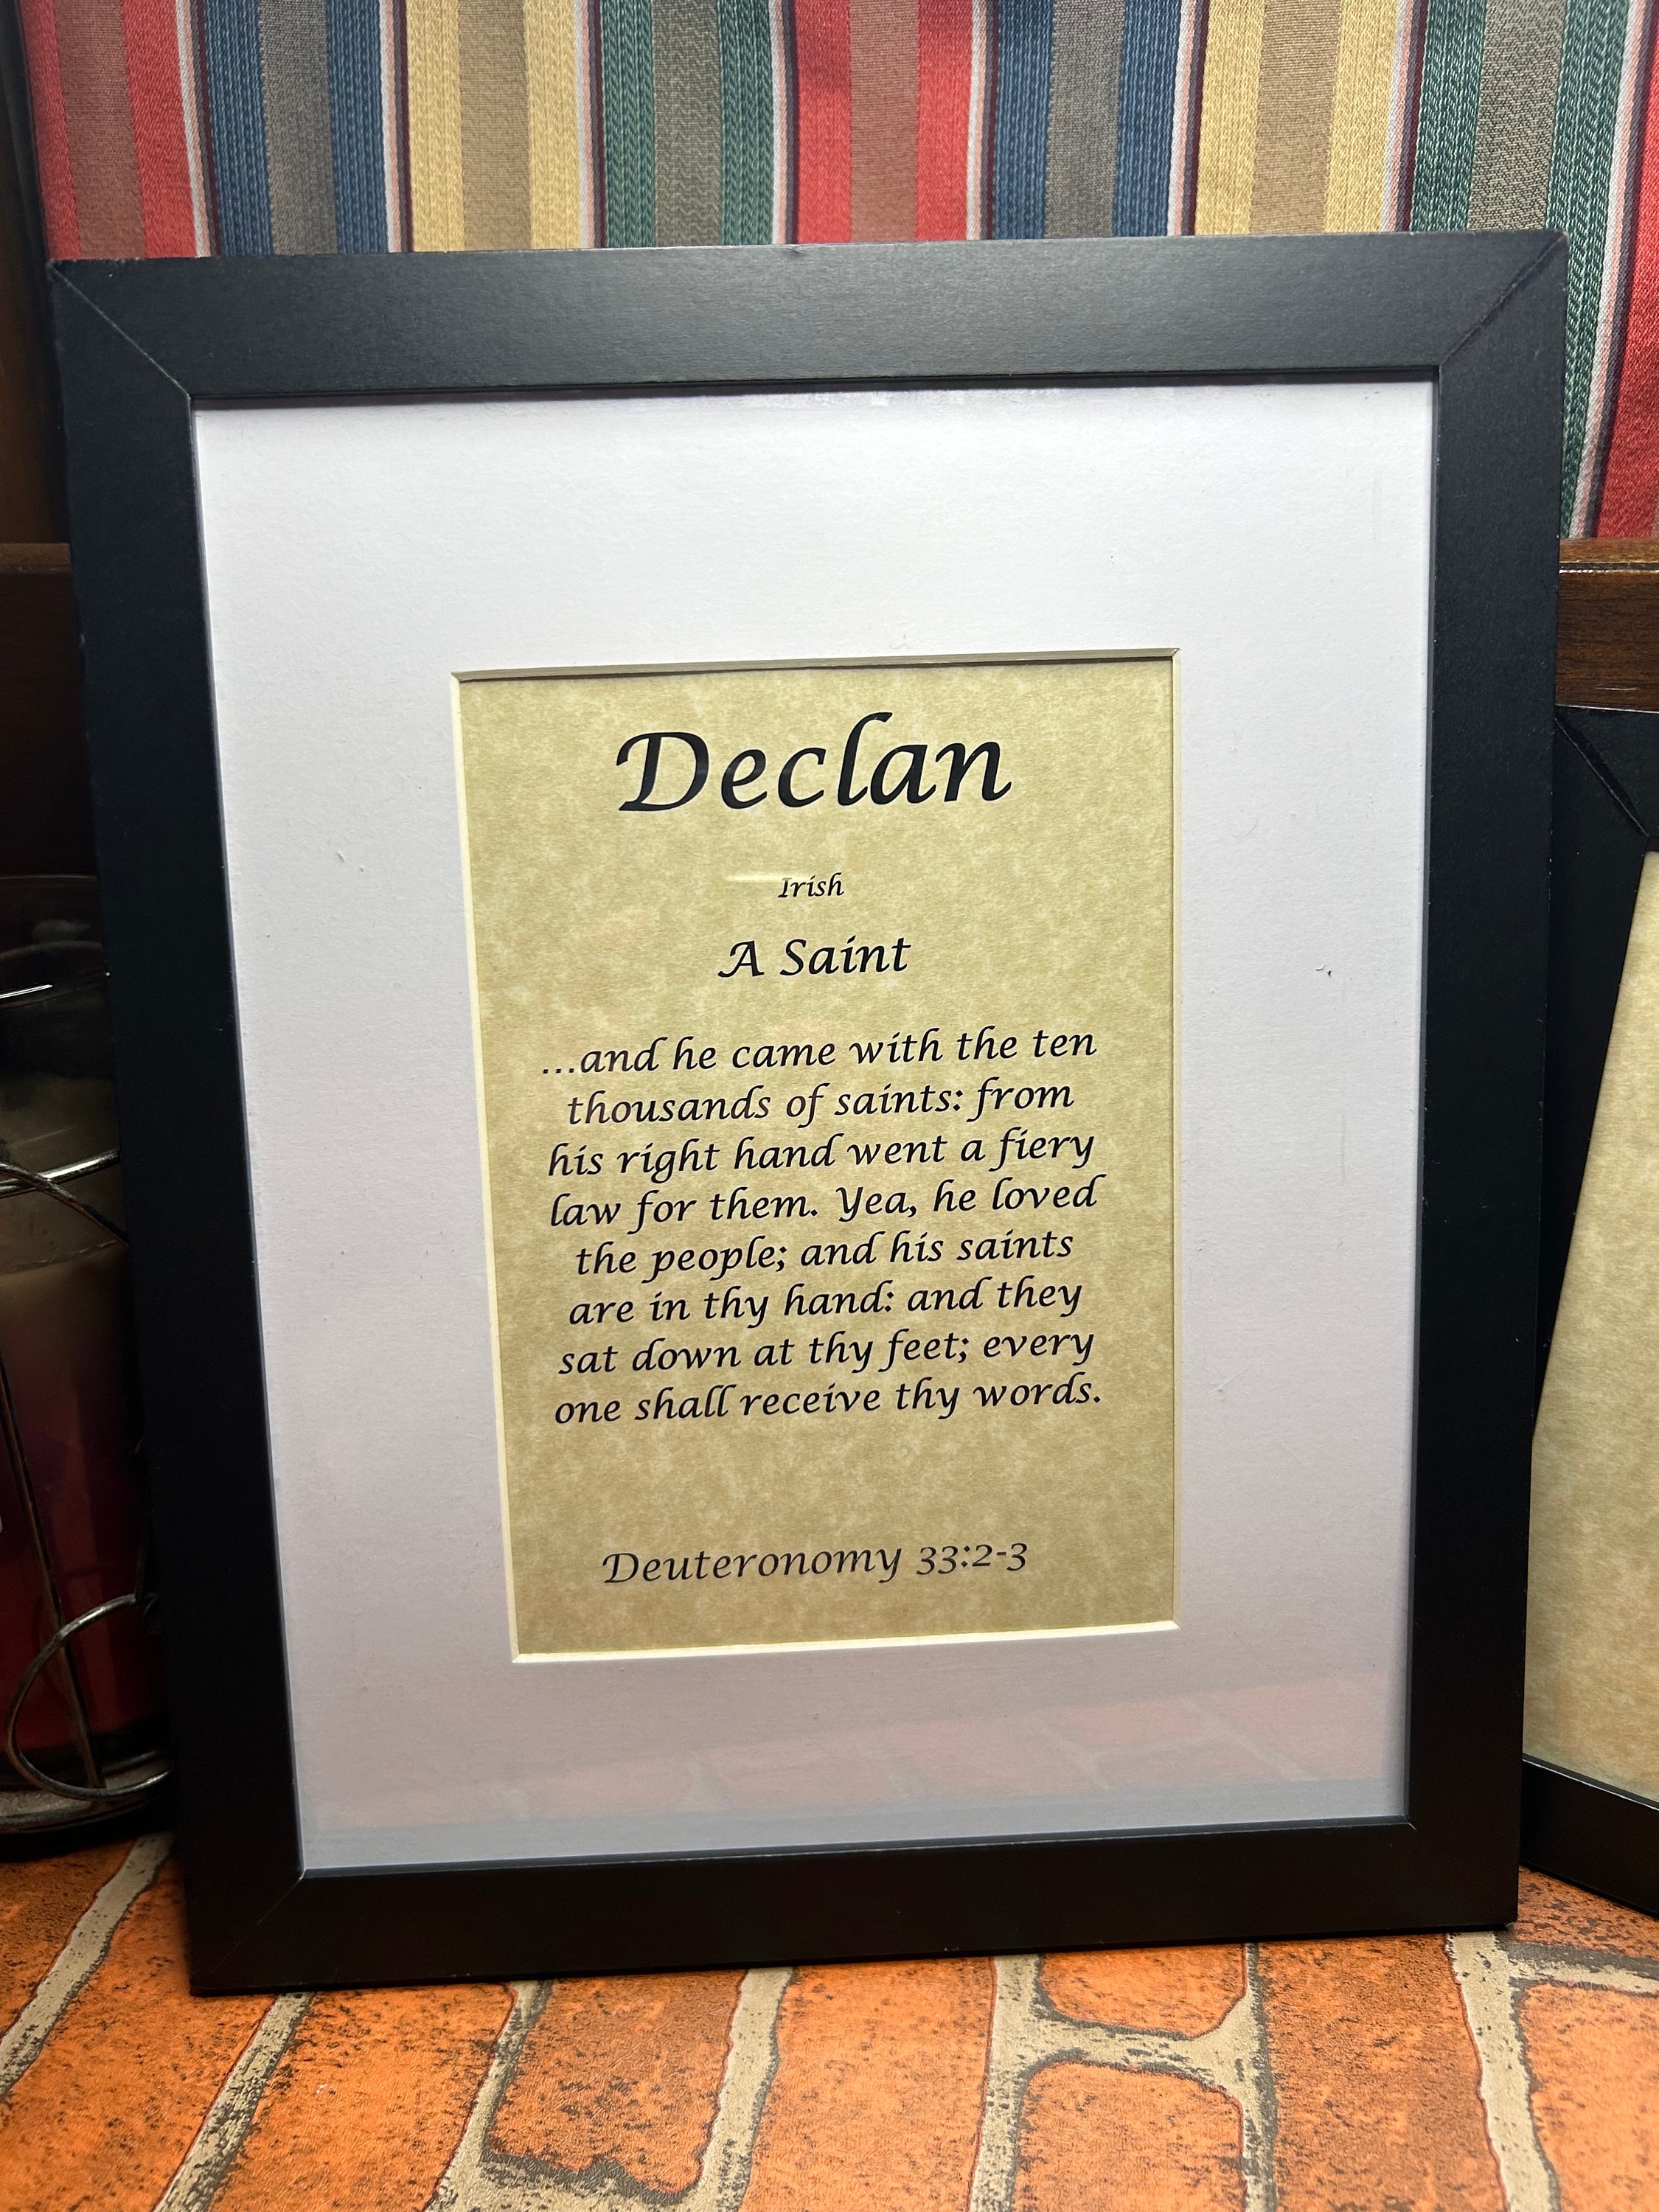 Declan
Irish
A Saint
...and he came with the ten
thousands of saints: from
his right hand went a fiery
law for them. Yea, he loved
the people; and his saints
are in thy hand: and they
sat down at thy feet; every
one shall receive thy words.
Deuteronomy 33:2-3